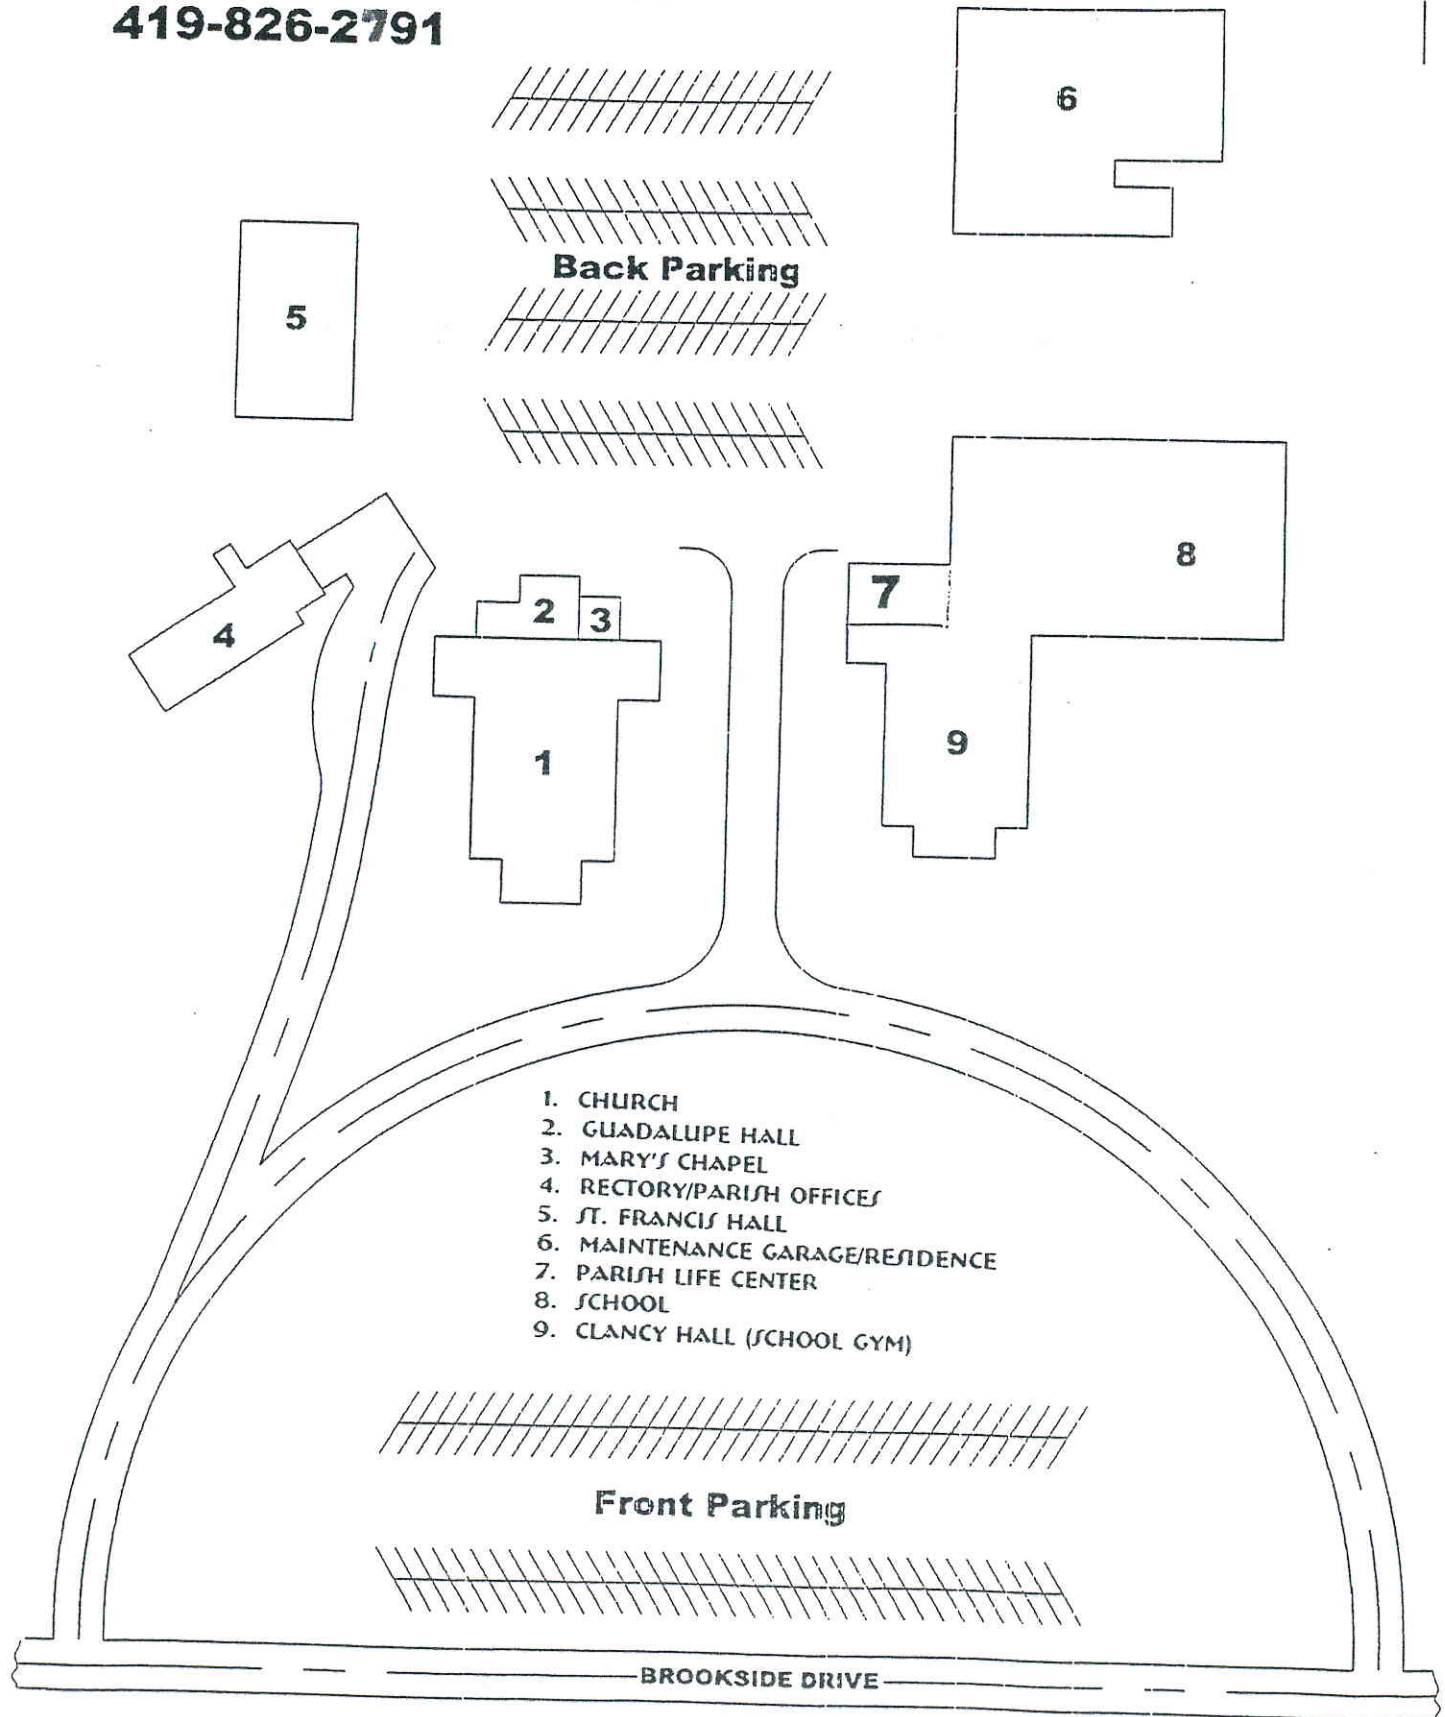 419-826-2791
6
Back Parking
5
8
7
2
3
4
9
1
1. CHURCH
2. GUADALUPE HALL
3. MARY'S CHAPEL
4. RECTORY/PARISH OFFICES
5. ST. FRANCIS HALL
6. MAINTENANCE GARAGE/RESIDENCE
7. PARISH LIFE CENTER
8. SCHOOL
9. CLANCY HALL (SCHOOL GYM)
Front Parking
BROOKSIDE DRIVE